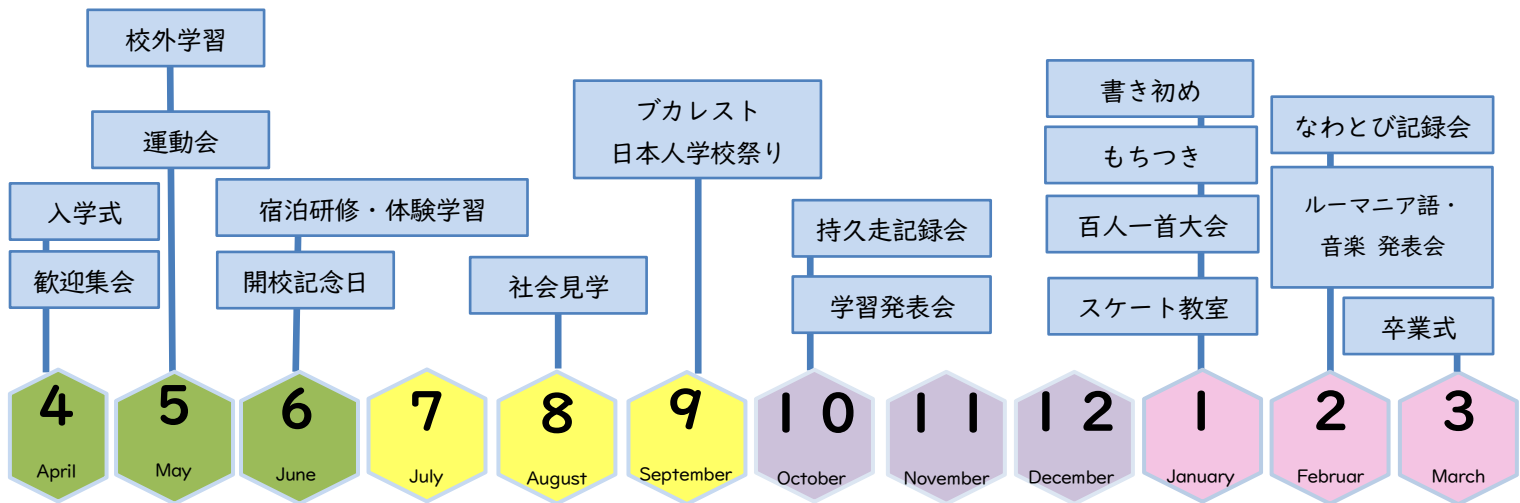 校外学習
運動会
入学式
歓迎集会
宿泊研修・体験学習
開校記念日
社会見学
ブカレスト
日本人学校祭り
持久走記録会
学習発表会
書き初め
もちつき
百人一首大会
スケート教室
なわとび記録会
ルーマニア語・
音楽 発表会
卒業式
4
April
5
May
6
June
7
July
8
August
9
September
10
October
11
November
12
December
1
January
2
Februar
3
March